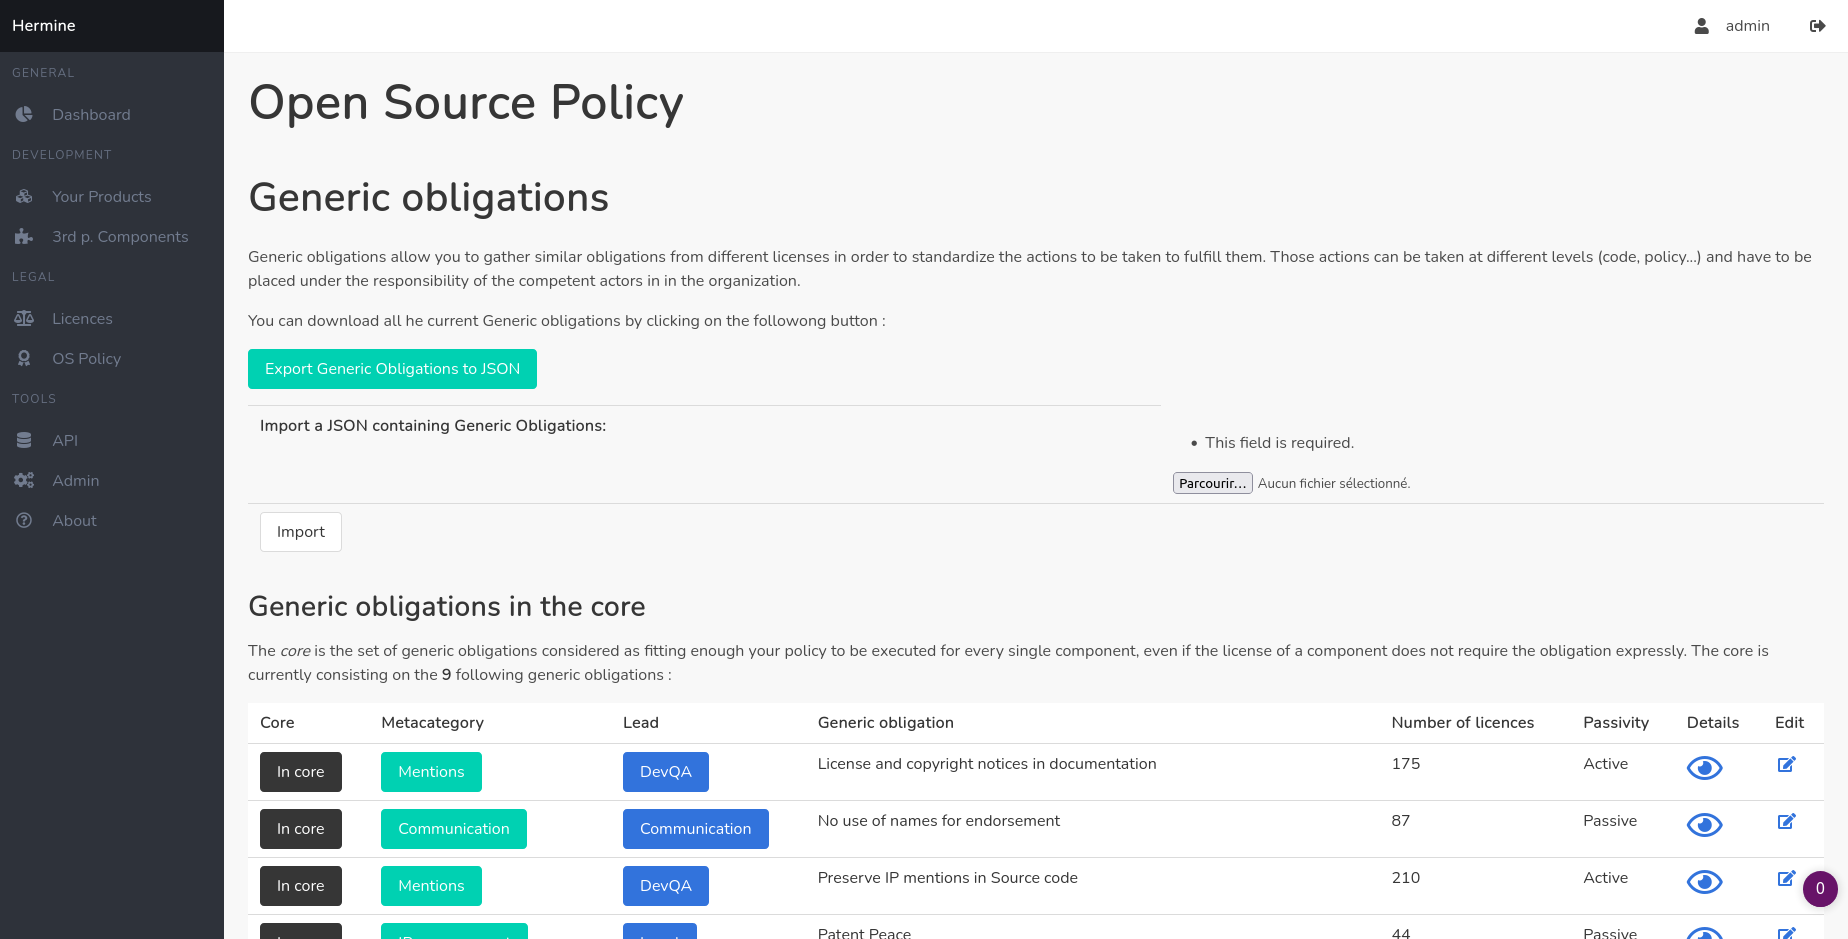 Hermine
admin
GENERAL
Dashboard
DEVELOPMENT
Your Products
3rd p. Components
LEGAL
Licences
OS Policy
TOOLS
API
Admin
About
Open Source Policy
Generic obligations
Generic obligations allow you to gather similar obligations from different licenses in order to standardize the actions to be taken to fulfill them. Those actions can be taken at different levels (code, policy...) and have to be
placed under the responsibility of the competent actors in in the organization.
You can download all he current Generic obligations by clicking on the followong button :
Export Generic Obligations to JSON
Import a JSON containing Generic Obligations:
• This field is required.
Parcourir... Aucun fichier sélectionné.
Import
Generic obligations in the core
The core is the set of generic obligations considered as fitting enough your policy to be executed for every single component, even if the license of a component does not require the obligation expressly. The core is
currently consisting on the 9 following generic obligations :
Core Metacategory Lead Generic obligation Number of licences Passivity Details Edit
In core Mentions DevQA License and copyright notices in documentation 175 Active
In core Communication Communication No use of names for endorsement 87 Passive
In core Mentions DevQA Preserve IP mentions in Source code 210 Active
0
Patent Peace 44 Passive